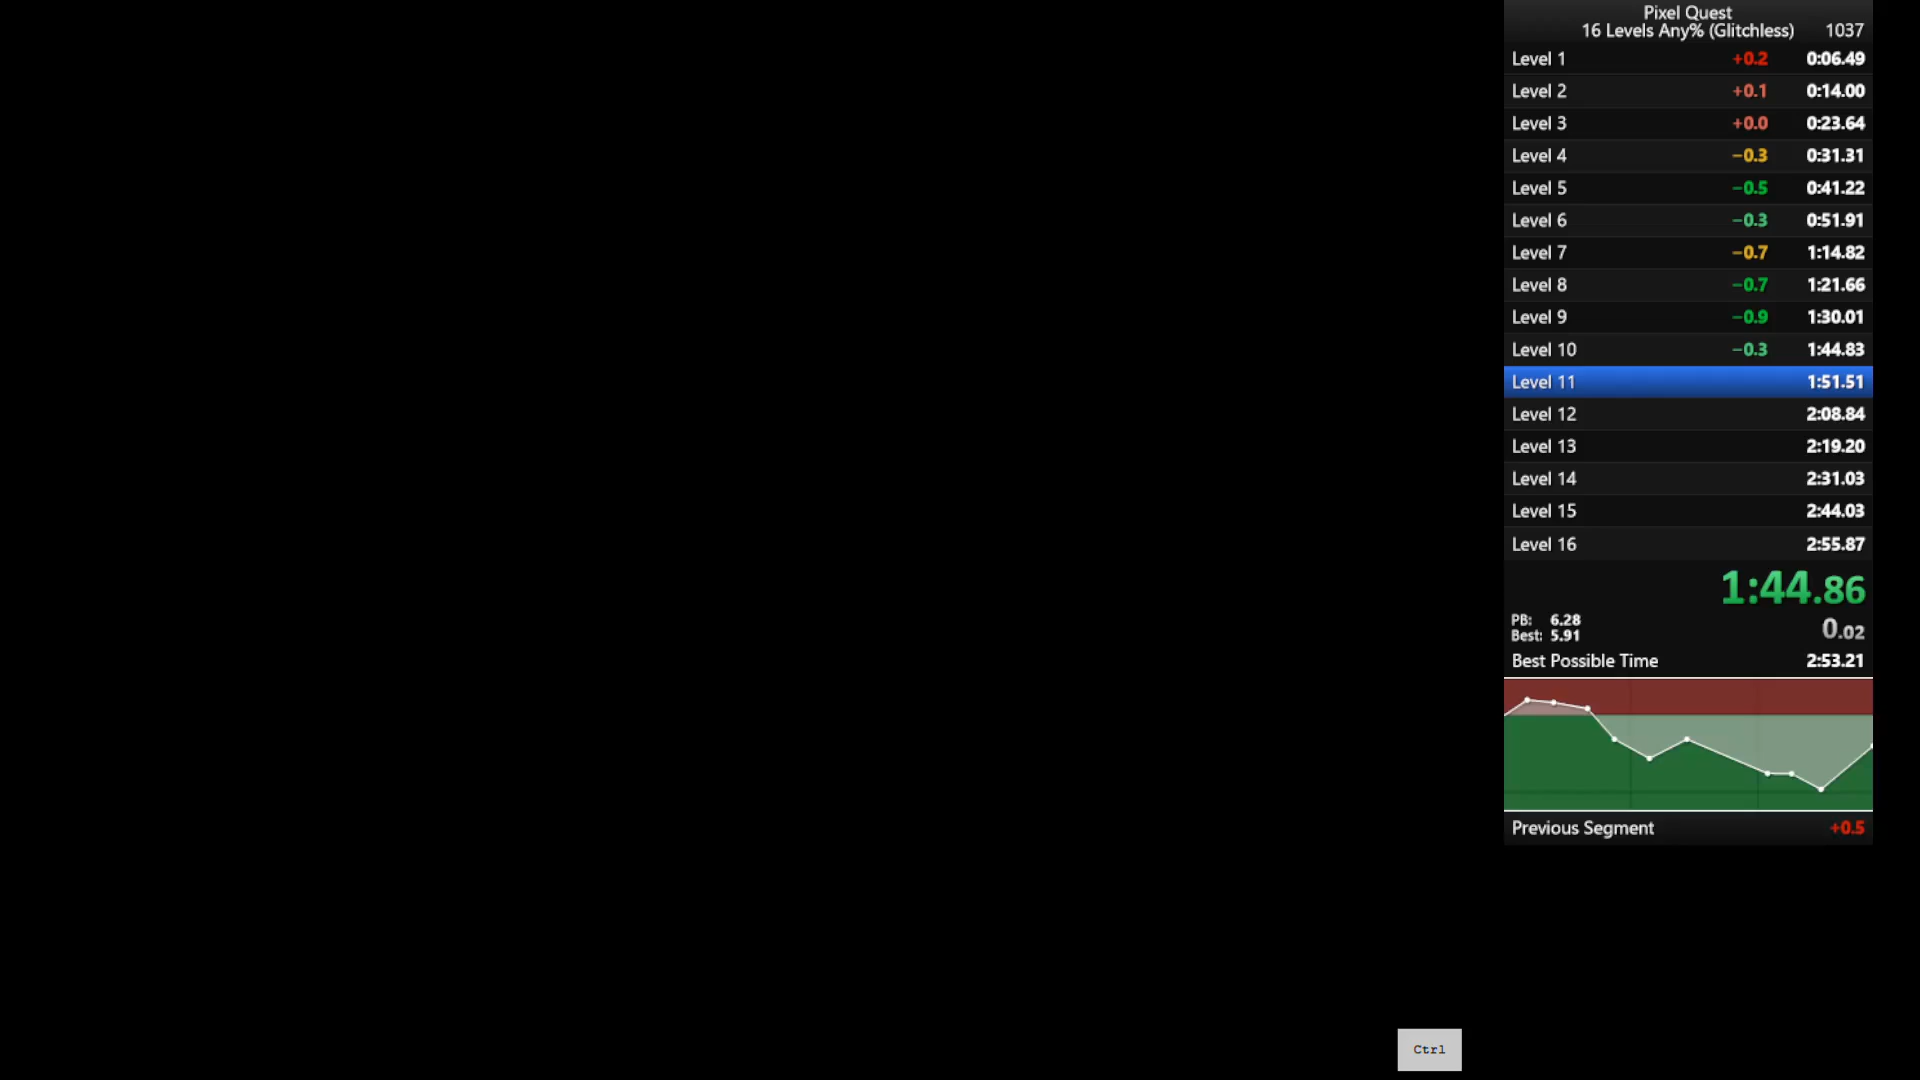 Pixel Quest
16 Levels Any% (Glitchless) 1037
Level 1 +0.2 0:06.49
Level 2 +0.1 0:14.00
Level 3 +0.0 0:23.64
Level 4 −0.3 0:31.31
Level 5 −0.5 0:41.22
Level 6 −0.3 0:51.91
Level 7 −0.7 1:14.82
Level 8 −0.7 1:21.66
Level 9 −0.9 1:30.01
Level 10 −0.3 1:44.83
Level 11 1:51.51
Level 12 2:08.84
Level 13 2:19.20
Level 14 2:31.03
Level 15 2:44.03
Level 16 2:55.87
1:44.86
PB: 6.28
Best: 5.91
0.02
Best Possible Time 2:53.21
Previous Segment +0.5
Ctrl